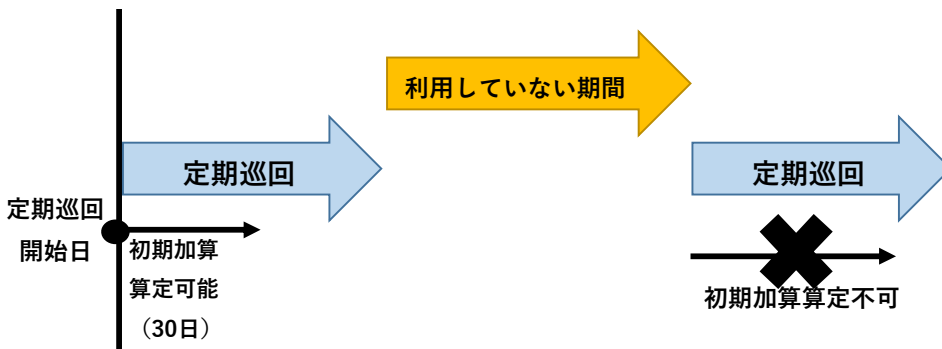 利用していない期間
定期巡回
定期巡回
定期巡回
開始日
初期加算
算定可能
（30日）
初期加算算定不可